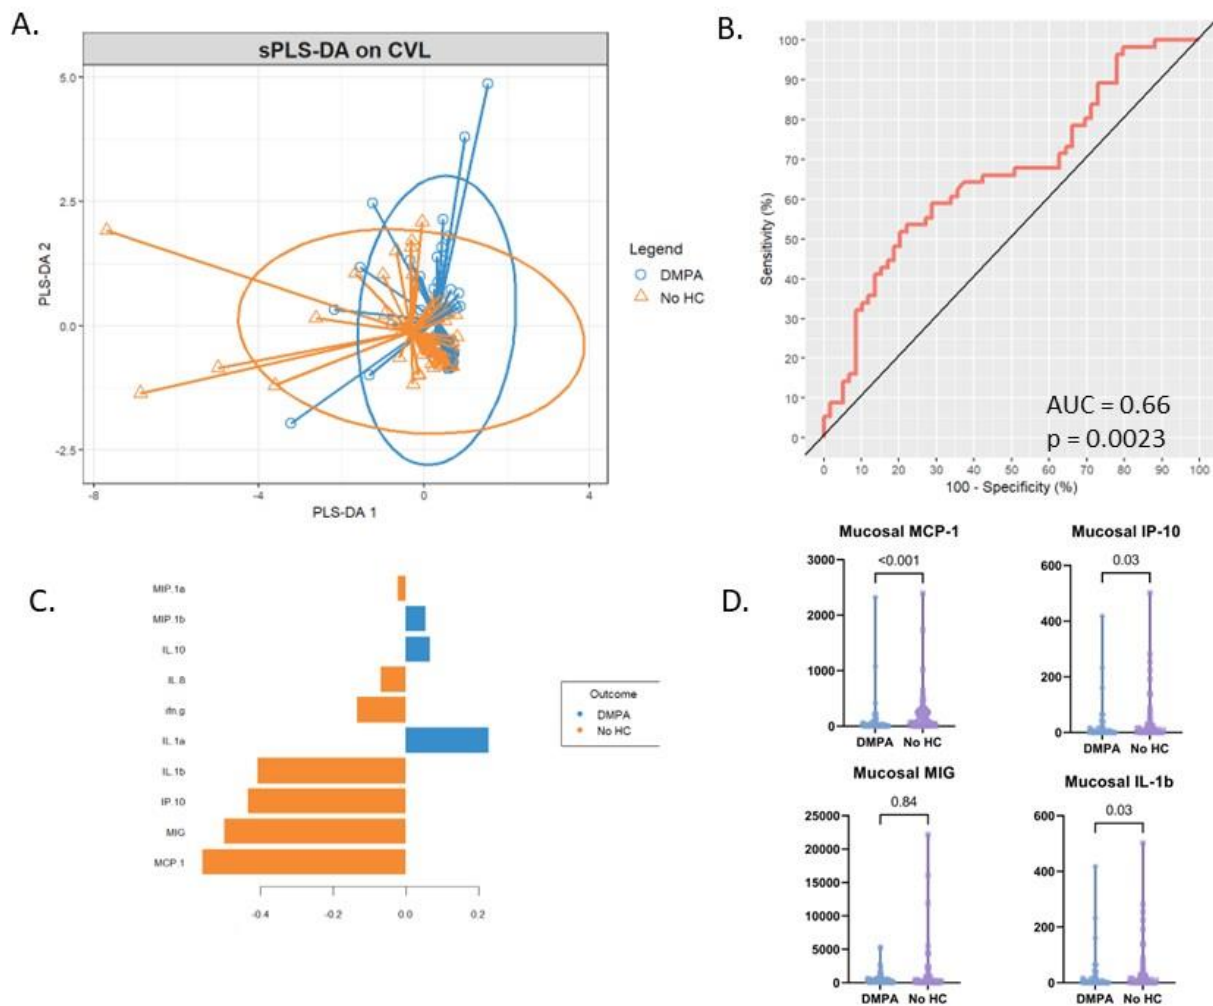 A.
sPLS-DA on CVL
5.0
2.5
0.0
-2.5
PLS-DA 2
-8
-4
0
4
PLS-DA 1
Legend
DMPA
No HC
B.
100
90
80
70
60
50
40
30
20
10
0
Sensitivity (%)
AUC = 0.66
p = 0.0023
0 10 20 30 40 50 60 70 80 90 100
100 - Specificity (%)
C.
MIP.1a
MIP.1b
IL.10
IL.8
ifn.g
IL.1a
IL.1b
IP.10
MIG
MCP.1
-0.4
-0.2
0.0
0.2
Outcome
DMPA
No HC
D.
Mucosal MCP-1
3000
2000
1000
0
<0.001
DMPA No HC
Mucosal IP-10
600
400
200
0
0.03
DMPA No HC
Mucosal MIG
25000
20000
15000
10000
5000
0
0.84
DMPA No HC
Mucosal IL-1b
600
400
200
0
0.03
DMPA No HC